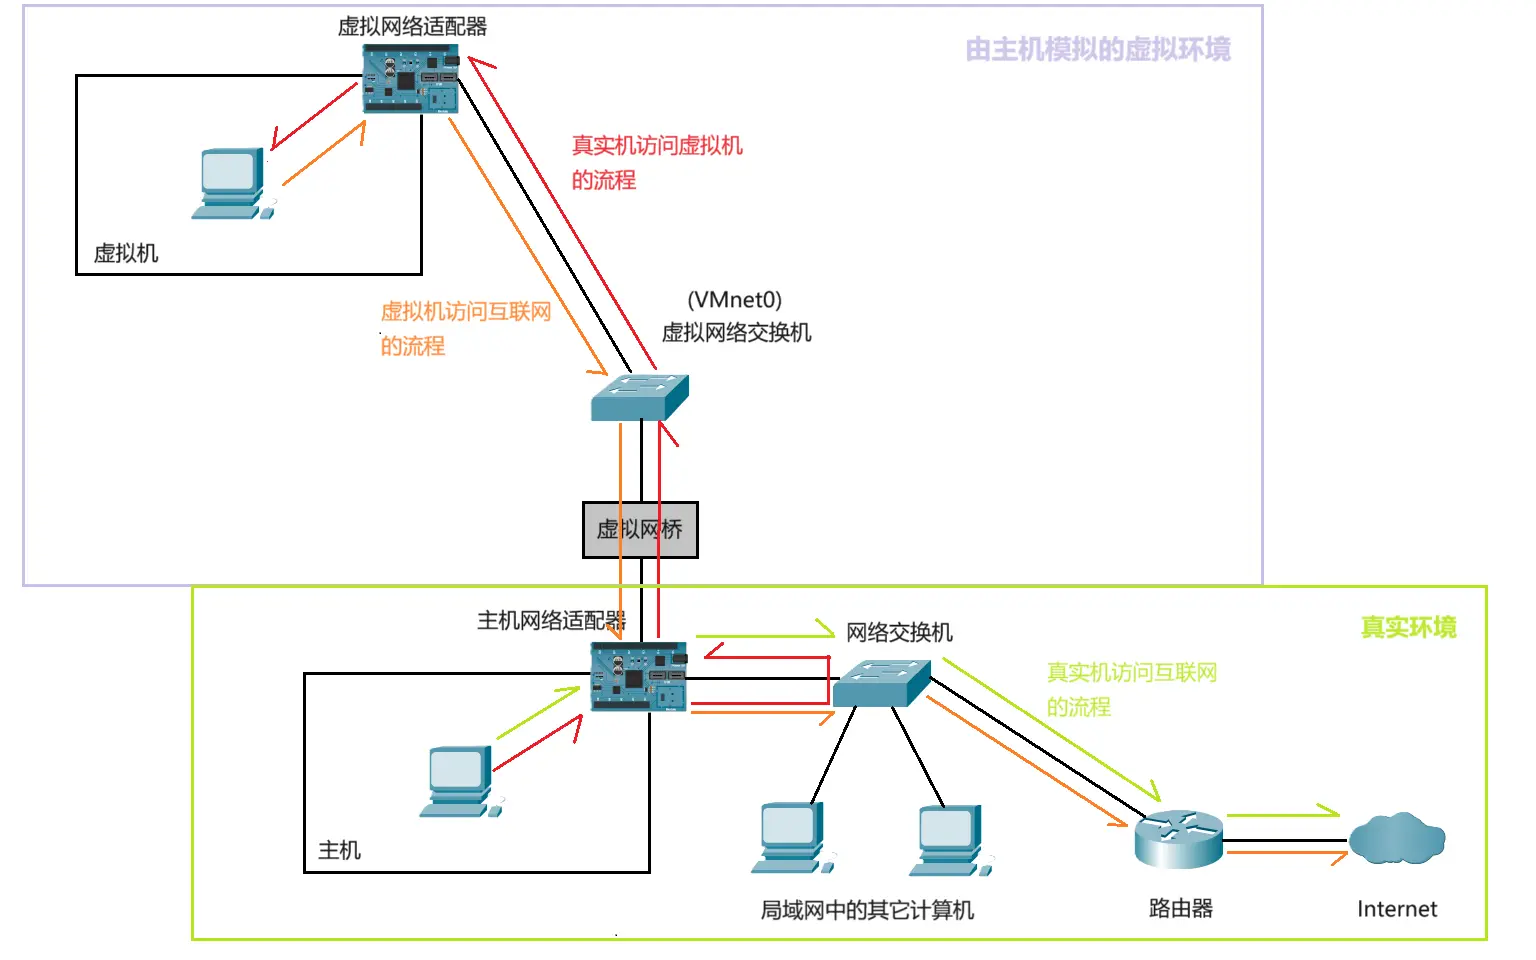 虚拟网络适配器
由主机模拟的虚拟环境
真实机访问虚拟机
的流程
虚拟机
(VMnet0)
虚拟机访问互联网
虚拟网络交换机
的流程
虚拟网桥
主机网络适配器
网络交换机
真实环境
真实机访问互联网
的流程
主机
局域网中的其它计算机
路由器
Internet